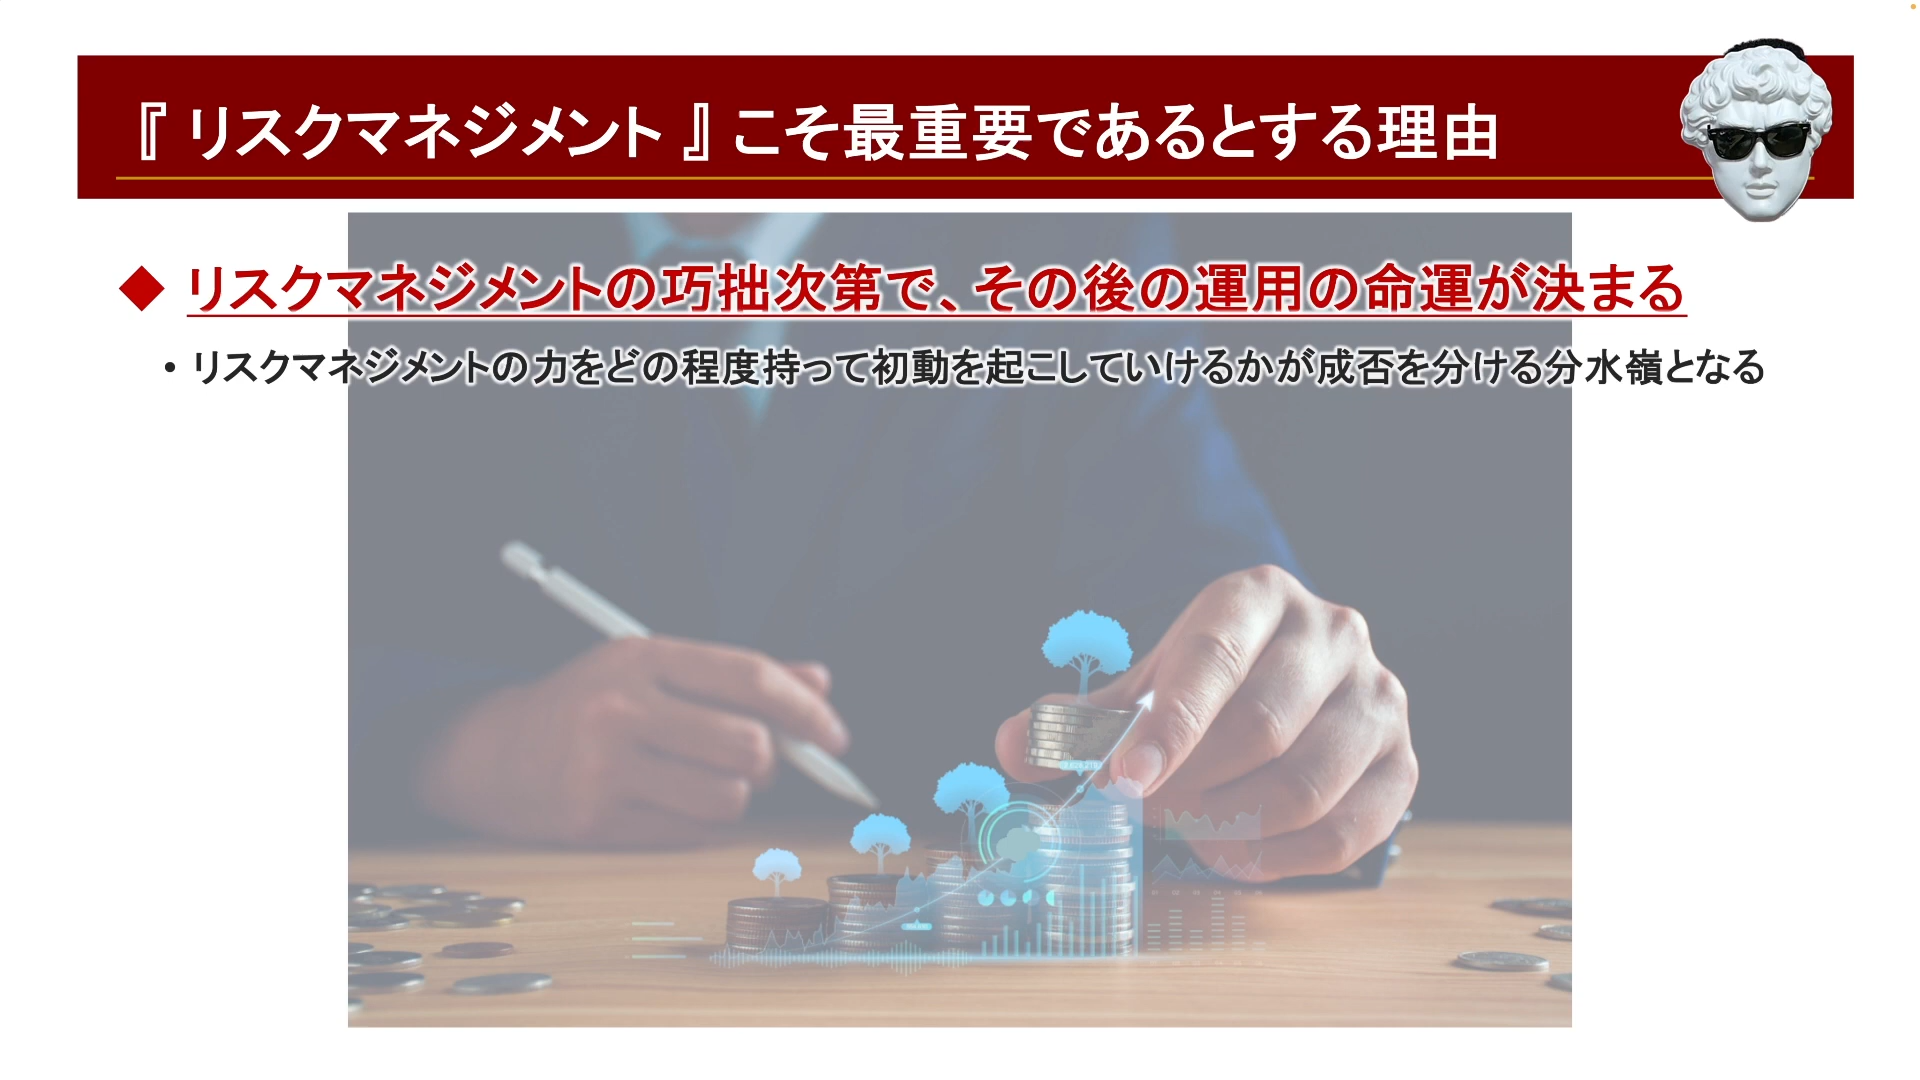 『 リスクマネジメント 』 こそ最重要であるとする理由
◆ リスクマネジメントの巧拙次第で、その後の運用の命運が決まる
• リスクマネジメントの力をどの程度持って初動を起こしていけるかが成否を分ける分水嶺となる